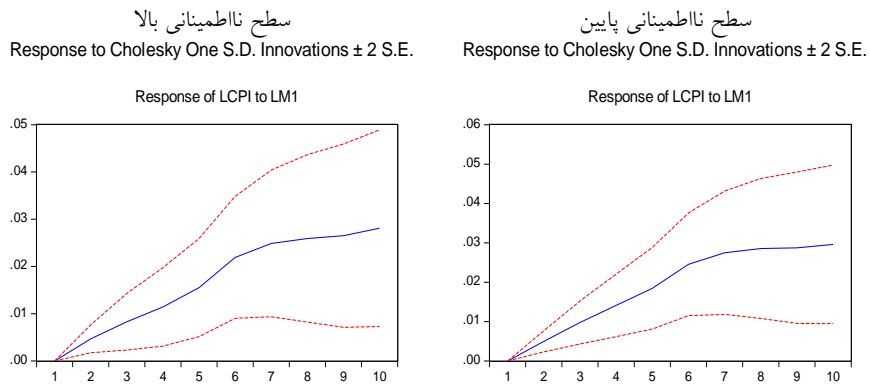 سطح نااطمینانی بالا
Response to Cholesky One S.D. Innovations ± 2 S.E.
Response of LCPI to LM1
.05
.04
.03
.02
.01
.00
1 2 3 4 5 6 7 8 9 10
سطح نااطمینانی پایین
Response to Cholesky One S.D. Innovations ± 2 S.E.
Response of LCPI to LM1
.06
.05
.04
.03
.02
.01
.00
1 2 3 4 5 6 7 8 9 10